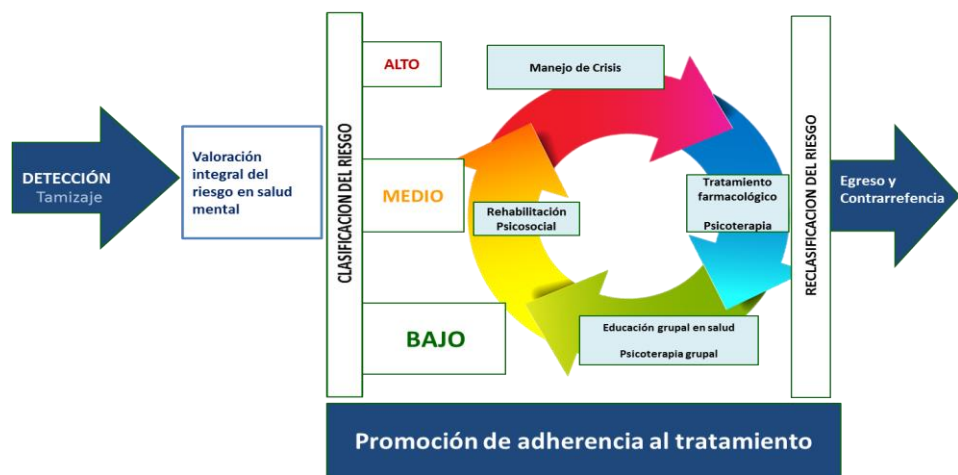 DETECCIÓN
Tamizaje
Valoración
integral del
riesgo en salud
mental
CLASIFICACION DEL RIESGO
ALTO
MEDIO
BAJO
Manejo de Crisis
Tratamiento
farmacológico
Psicoterapia
Rehabilitación
Psicosocial
Educación grupal en salud
Psicoterapia grupal
RECLASIFICACION DEL RIESGO
Egreso y
Contrarrefencia
Promoción de adherencia al tratamiento